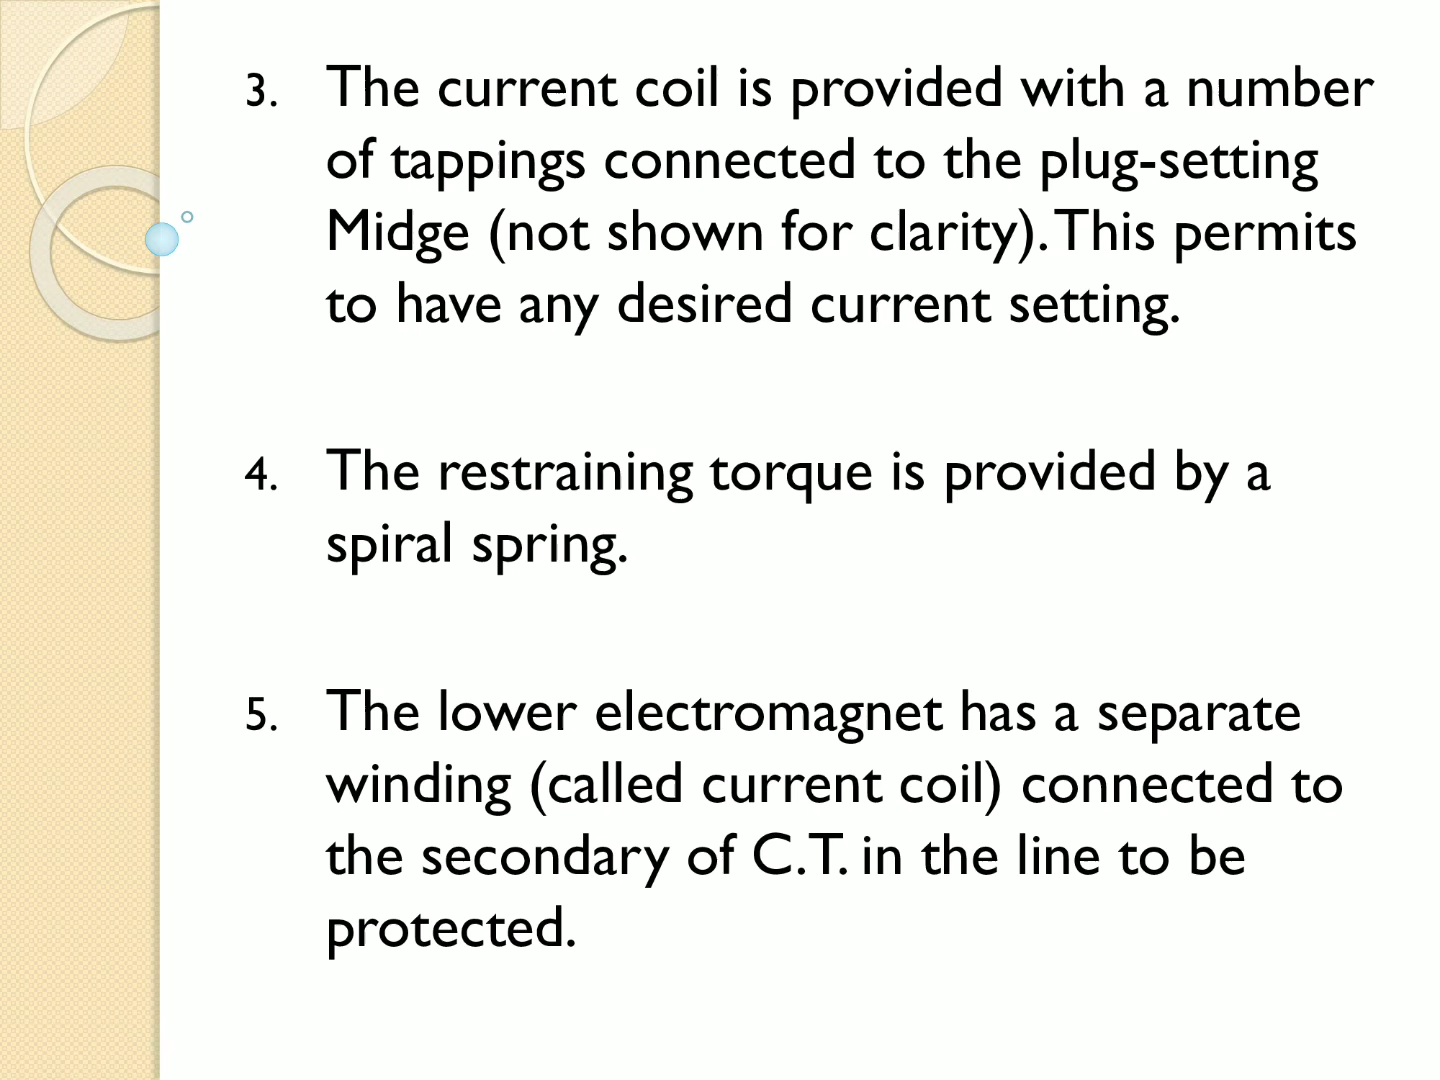 3. The current coil is provided with a number
of tappings connected to the plug-setting
Midge (not shown for clarity). This permits
to have any desired current setting.
4. The restraining torque is provided by a
spiral spring.
5. The lower electromagnet has a separate
winding (called current coil) connected to
the secondary of C.T. in the line to be
protected.